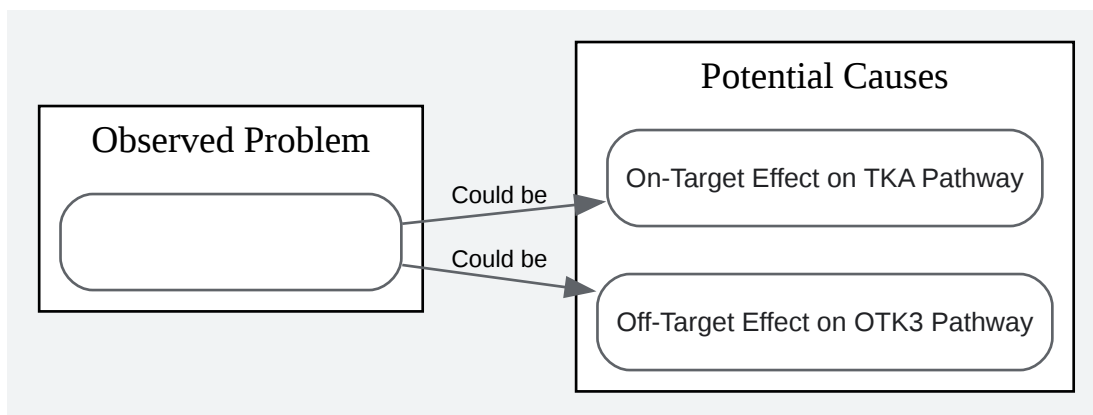 Observed Problem
Potential Causes
Could be
On-Target Effect on TKA Pathway
Could be
Off-Target Effect on OTK3 Pathway